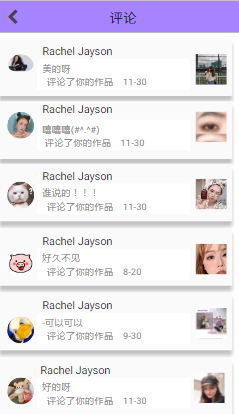 评论
Rachel Jayson
美的呀
评论了你的作品 11-30
Rachel Jayson
嘻嘻嘻(#^.^#)
评论了你的作品 11-30
Rachel Jayson
谁说的！！！
评论了你的作品 11-30
Rachel Jayson
好久不见
评论了你的作品 8-20
Rachel Jayson
-可以可以
评论了你的作品 9-30
Rachel Jayson
好的呀
评论了你的作品 11-30